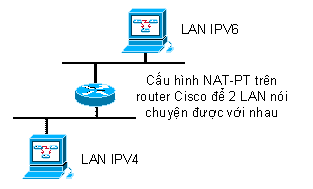 LAN IPV6
Cấu hình NAT-PT trên
router Cisco để 2 LAN nói
chuyện được với nhau
LAN IPV4